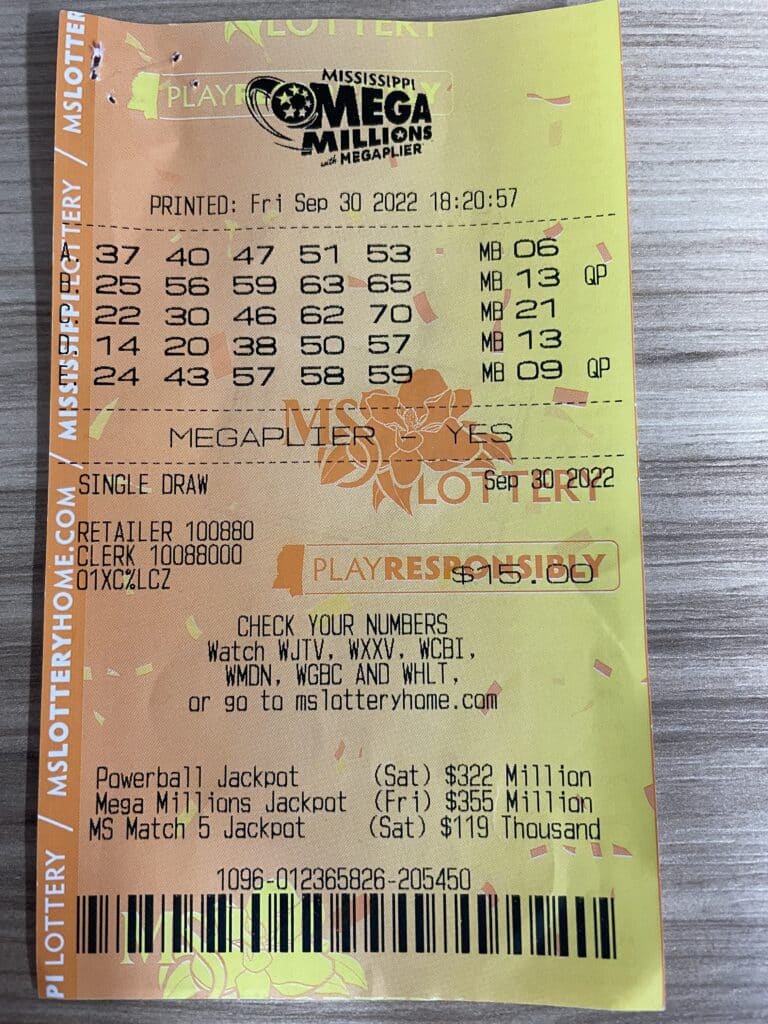 LOTTERY
PLAY
MISSISSIPPI
MEGA
MILLIONS
with MEGAPLIER
PRINTED: Fri Sep 30 2022 18:20:57
A. 37 40 47 51 53 MB 06
B. 25 56 59 63 65 MB 13 QP
C. 22 30 46 62 70 MB 21
D. 14 20 38 50 57 MB 13
E. 24 43 57 58 59 MB 09 QP
MEGAPLIER - YES
MS
LOTTERY
SINGLE DRAW Sep 30 2022
RETAILER 100880
CLERK 10088000
01XC%LCZ
PLAYRESPONSIBLY
$15.00
CHECK YOUR NUMBERS
Watch WJTV, WXXV, WCBI,
WMDN, WGBC AND WHLT,
or go to mslotteryhome.com
Powerball Jackpot (Sat) $322 Million
Mega Millions Jackpot (Fri) $355 Million
MS Match 5 Jackpot (Sat) $119 Thousand
1096-012365826-205450
MS
PI LOTTERY / MSLOTTERYHOME.COM / MISSISSIPPI LOTTERY / MSLOTTER